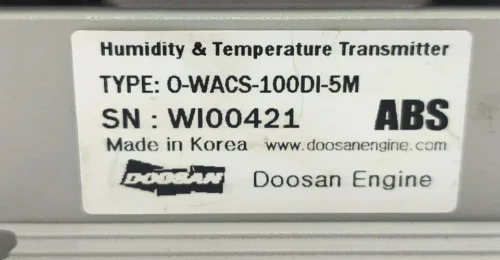 Humidity & Temperature Transmitter
TYPE: O-WACS-100DI-5M
SN : WI00421 ABS
Made in Korea www.doosanengine.com
DOOSAN Doosan Engine